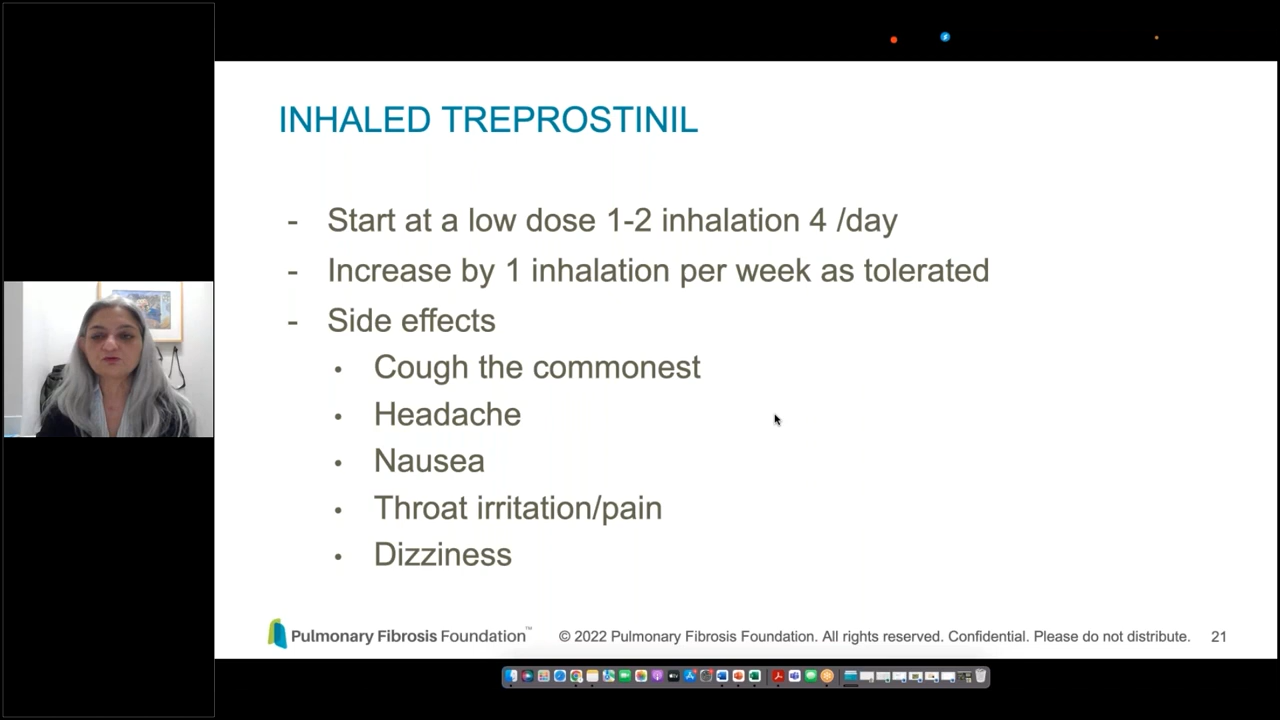 INHALED TREPROSTINIL
- Start at a low dose 1-2 inhalation 4 /day
- Increase by 1 inhalation per week as tolerated
- Side effects
• Cough the commonest
• Headache
• Nausea
• Throat irritation/pain
• Dizziness
Pulmonary Fibrosis Foundation™ © 2022 Pulmonary Fibrosis Foundation. All rights reserved. Confidential. Please do not distribute. 21